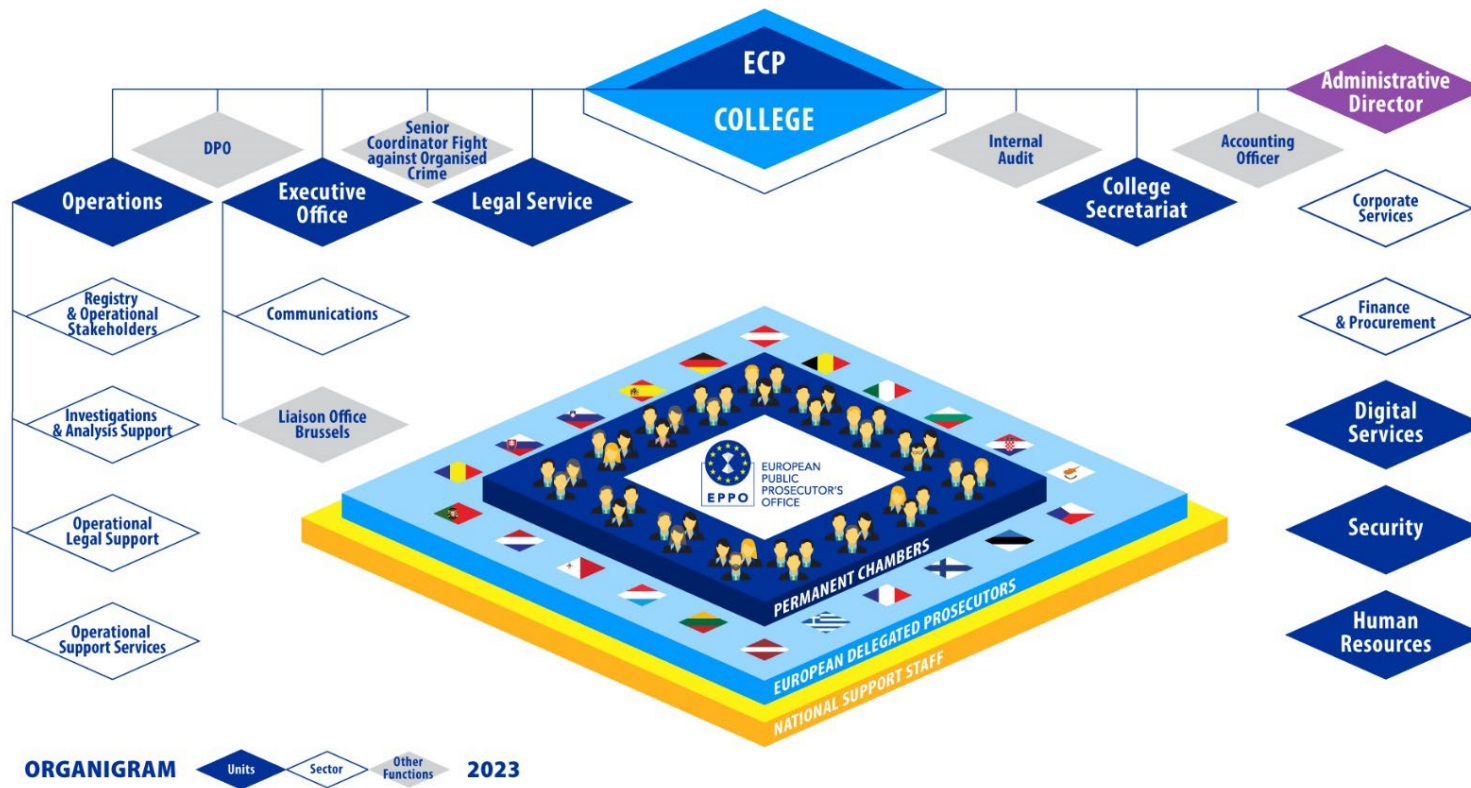 ECP
COLLEGE
Administrative
Director
DPO
Senior
Coordinator Fight
against Organised
Crime
Internal
Audit
Accounting
Officer
Operations
Executive
Office
Legal Service
College
Secretariat
Corporate
Services
Registry
& Operational
Stakeholders
Communications
Finance
& Procurement
Investigations
& Analysis Support
Liaison Office
Brussels
Digital
Services
Operational
Legal Support
Security
Operational
Support Services
Human
Resources
EPPO
EUROPEAN
PUBLIC
PROSECUTOR'S
OFFICE
PERMANENT CHAMBERS
EUROPEAN DELEGATED PROSECUTORS
NATIONAL SUPPORT STAFF
ORGANIGRAM
Units
Sector
Other
Functions
2023